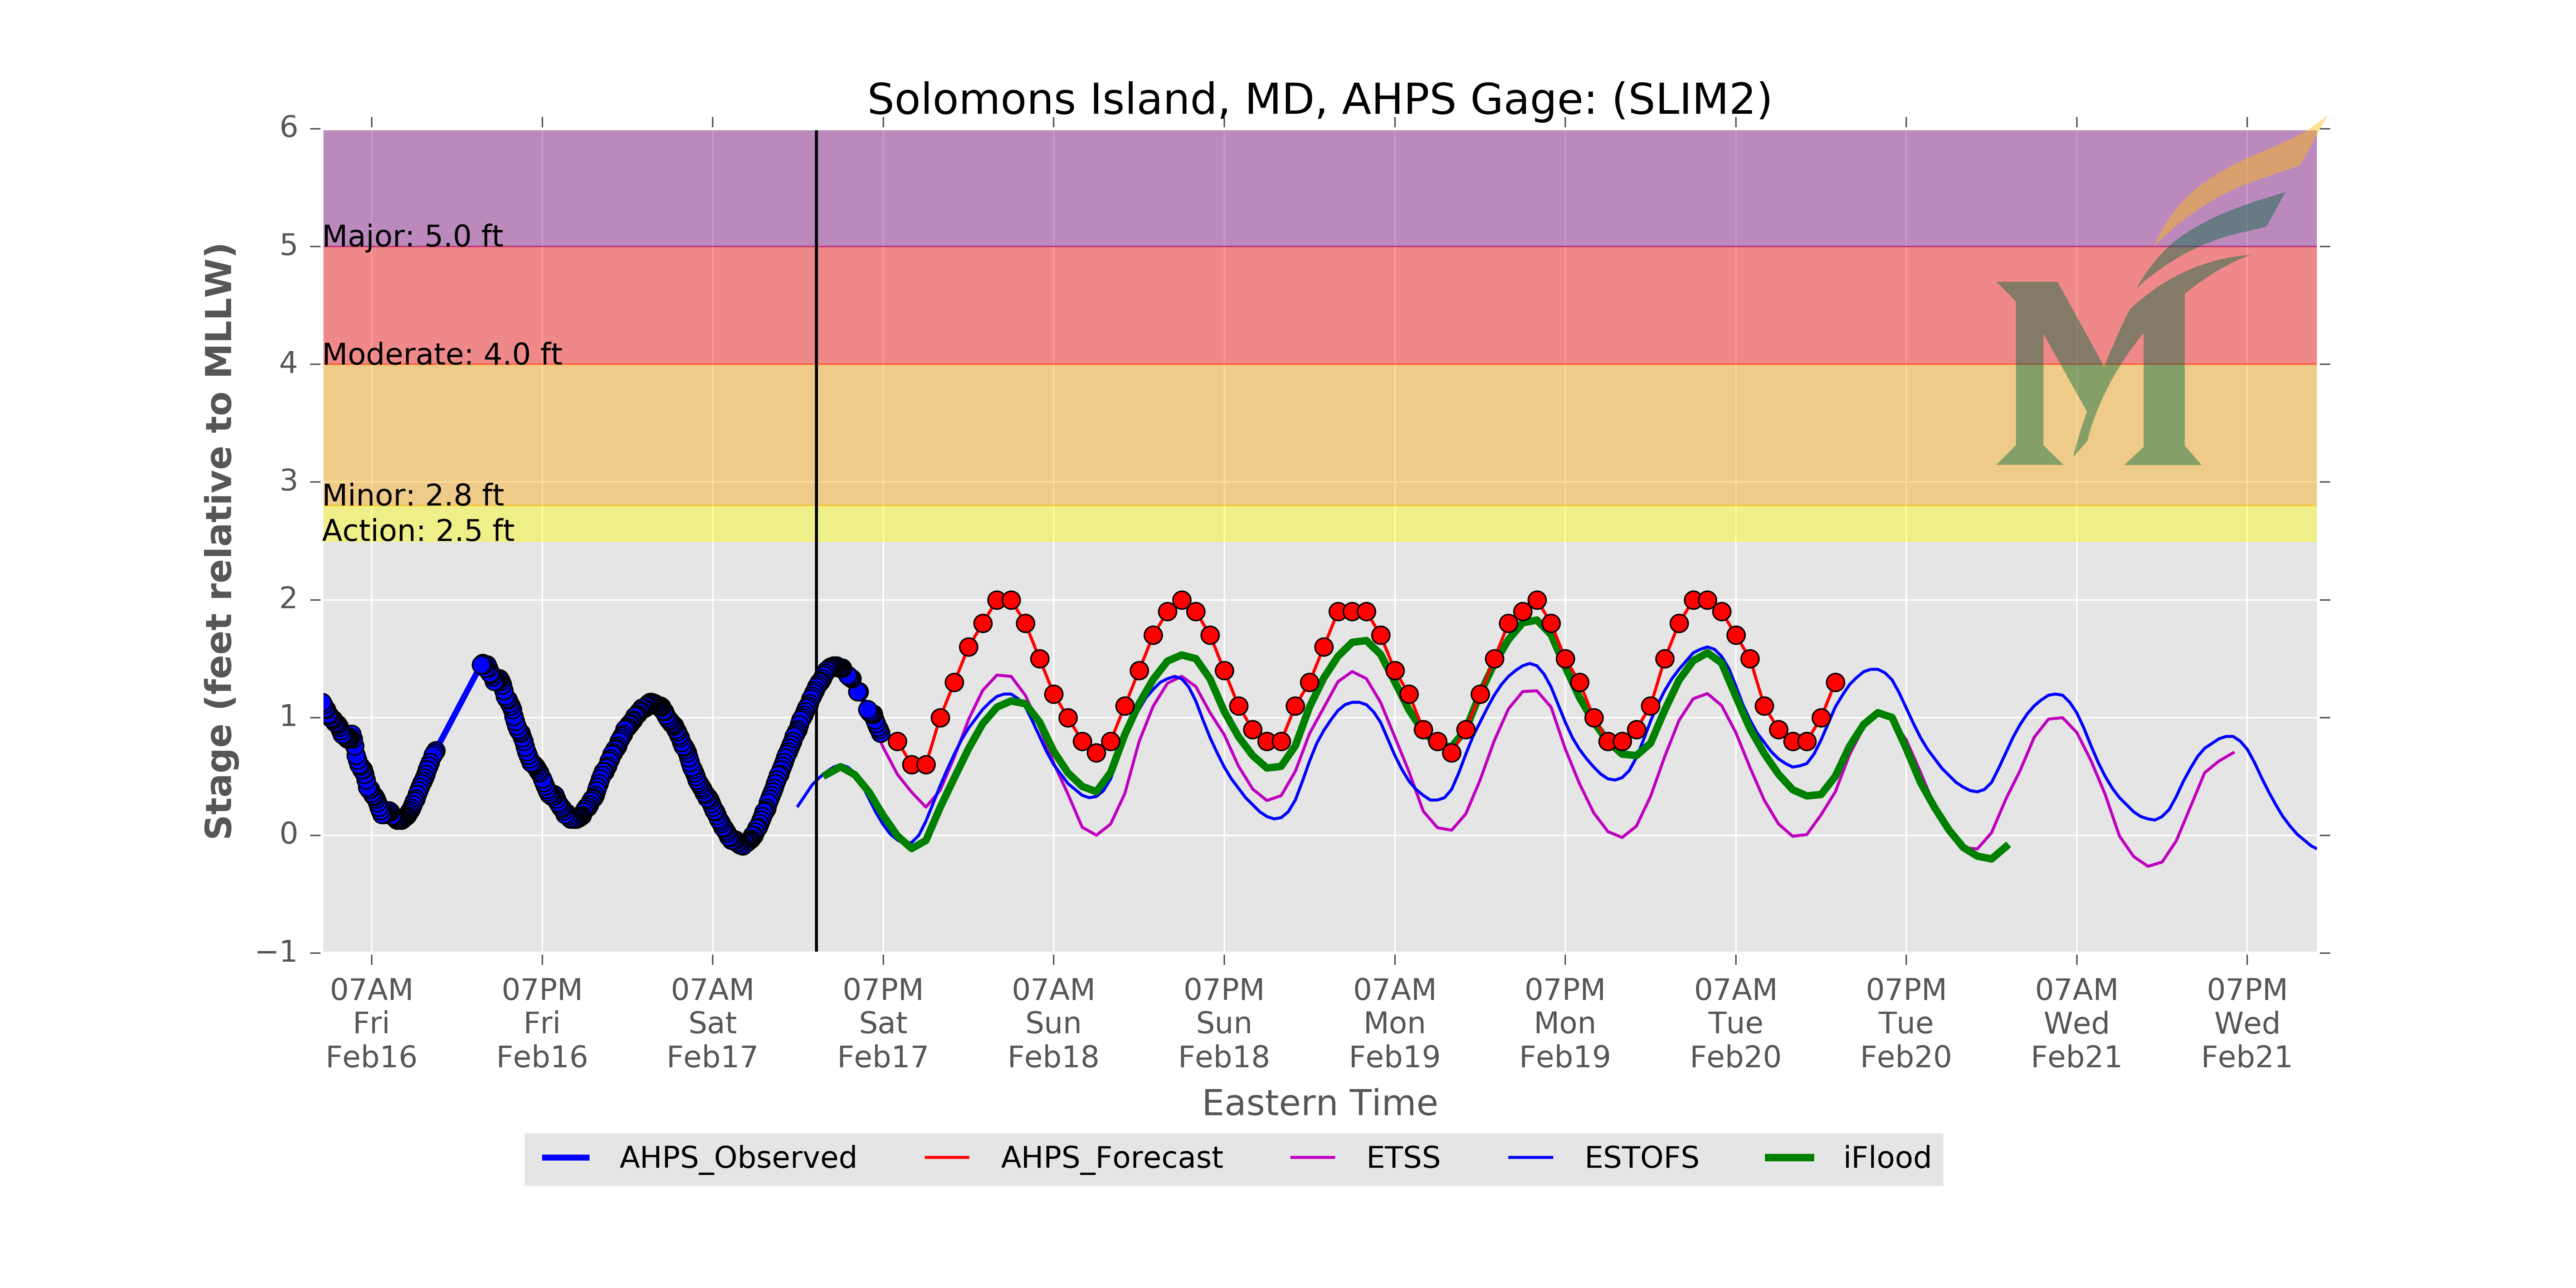 Solomons Island, MD, AHPS Gage: (SLIM2)
6
5
4
3
2
1
0
−1
Stage (feet relative to MLLW)
Major: 5.0 ft
Moderate: 4.0 ft
Minor: 2.8 ft
Action: 2.5 ft
07AM 07PM 07AM 07PM 07AM 07PM 07AM 07PM 07AM 07PM 07AM 07PM
Fri Fri Sat Sat Sun Sun Mon Mon Tue Tue Wed Wed
Feb16 Feb16 Feb17 Feb17 Feb18 Feb18 Feb19 Feb19 Feb20 Feb20 Feb21 Feb21
Eastern Time
AHPS_Observed AHPS_Forecast ETSS ESTOFS iFlood
M